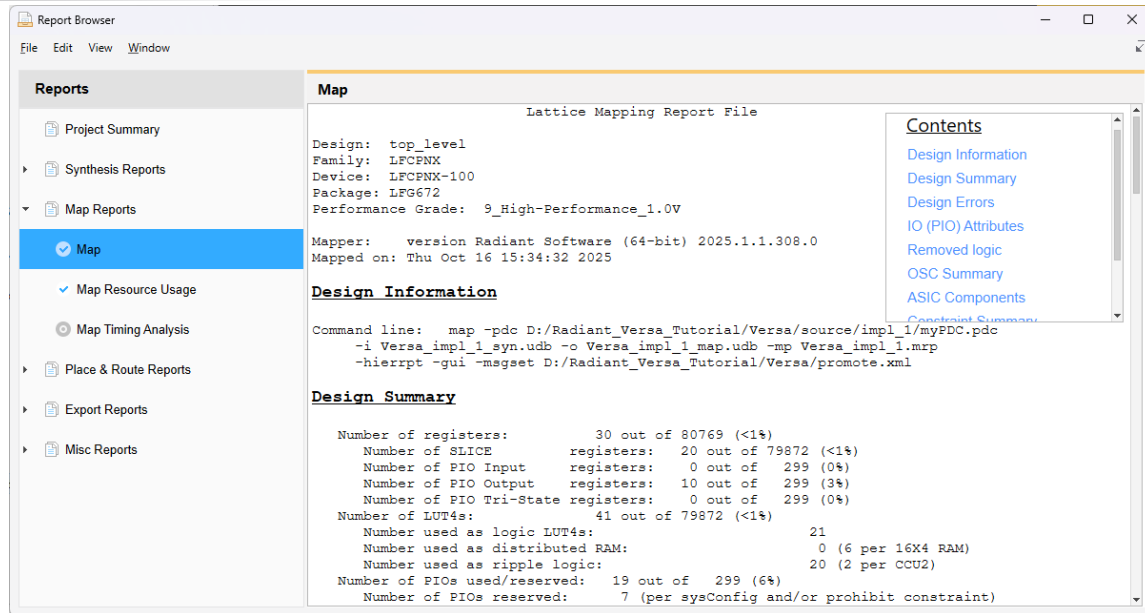 Report Browser
File Edit View Window
Reports
Project Summary
Synthesis Reports
Map Reports
Map
Map Resource Usage
Map Timing Analysis
Place & Route Reports
Export Reports
Misc Reports
Map
Lattice Mapping Report File
Design: top_level
Family: LFCPNX
Device: LFCPNX-100
Package: LFG672
Performance Grade: 9_High-Performance_1.0V
Mapper: version Radiant Software (64-bit) 2025.1.1.308.0
Mapped on: Thu Oct 16 15:34:32 2025
Design Information
Command line: map -pdc D:/Radiant_Versa_Tutorial/Versa/source/impl_1/myPDC.pdc
-i Versa_impl_1_syn.udb -o Versa_impl_1_map.udb -mp Versa_impl_1.mrp
-hierrpt -gui -msgset D:/Radiant_Versa_Tutorial/Versa/promote.xml
Design Summary
Number of registers: 30 out of 80769 (<1%)
Number of SLICE registers: 20 out of 79872 (<1%)
Number of PIO Input registers: 0 out of 299 (0%)
Number of PIO Output registers: 10 out of 299 (3%)
Number of PIO Tri-State registers: 0 out of 299 (0%)
Number of LUT4s: 41 out of 79872 (<1%)
Number used as logic LUT4s: 21
Number used as distributed RAM: 0 (6 per 16X4 RAM)
Number used as ripple logic: 20 (2 per CCU2)
Number of PIOs used/reserved: 19 out of 299 (6%)
Number of PIOs reserved: 7 (per sysConfig and/or prohibit constraint)
Contents
Design Information
Design Summary
Design Errors
IO (PIO) Attributes
Removed logic
OSC Summary
ASIC Components
Constraint Summary